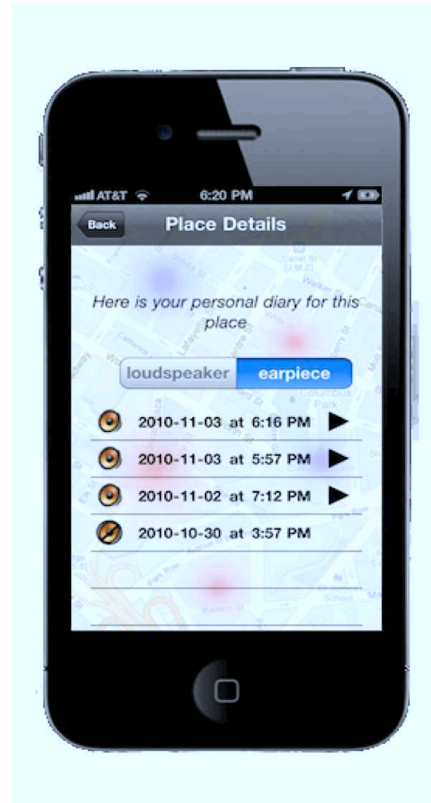 AT&T 6:20 PM
Back Place Details
Here is your personal diary for this
place
loudspeaker earpiece
2010-11-03 at 6:16 PM
2010-11-03 at 5:57 PM
2010-11-02 at 7:12 PM
2010-10-30 at 3:57 PM